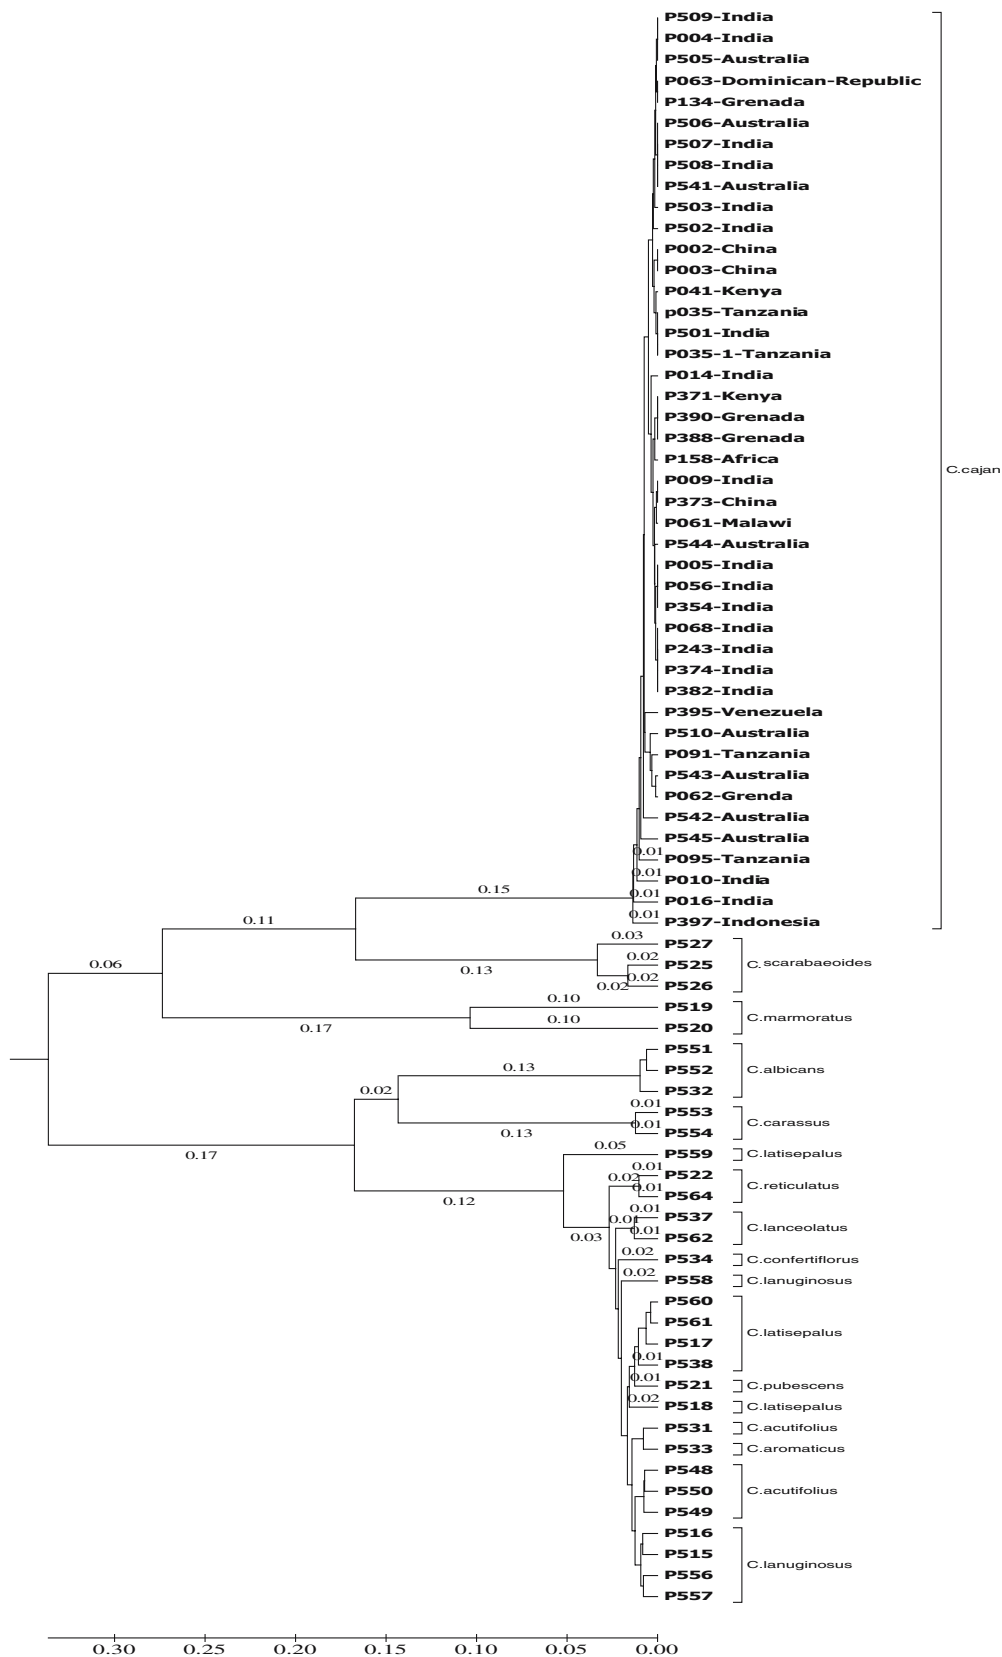 P509-India
P004-India
P505-Australia
P063-Dominican-Republic
P134-Grenada
P506-Australia
P507-India
P508-India
P541-Australia
P503-India
P502-India
P002-China
P003-China
P041-Kenya
p035-Tanzania
P501-India
P035-1-Tanzania
P014-India
P371-Kenya
P390-Grenada
P388-Grenada
P158-Africa
C.cajan
P009-India
P373-China
P061-Malawi
P544-Australia
P005-India
P056-India
P354-India
P068-India
P243-India
P374-India
P382-India
P395-Venezuela
P510-Australia
P091-Tanzania
P543-Australia
P062-Grenda
P542-Australia
P545-Australia
0.01
P095-Tanzania
0.01
P010-India
0.15
0.01
P016-India
0.11
0.01
P397-Indonesia
0.03
P527
0.06
0.13
0.02
P525
C.scarabaeoides
0.02
0.02
P526
0.10
P519
0.17
0.10
C.marmoratus
P520
P551
0.13
P552
C.albicans
0.02
P532
0.01
P553
0.13
0.01
C.carassus
P554
0.17
0.05
P559
C.latisepalus
0.01
P522
0.12
0.02
0.01
C.reticulatus
P564
0.01
P537
0.03
0.01
0.01
C.lanceolatus
P562
0.02
P534
C.confertiflorus
0.02
P558
C.lanuginosus
P560
P561
C.latisepalus
P517
0.01
P538
0.01
P521
C.pubescens
0.02
P518
C.latisepalus
P531
C.acutifolius
P533
C.aromaticus
P548
P550
C.acutifolius
P549
P516
P515
C.lanuginosus
P556
P557
0.30 0.25 0.20 0.15 0.10 0.05 0.00